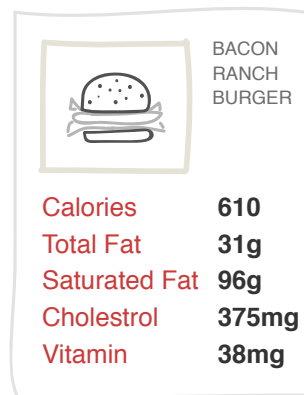 BACON
RANCH
BURGER
Calories 610
Total Fat 31g
Saturated Fat 96g
Cholestrol 375mg
Vitamin 38mg